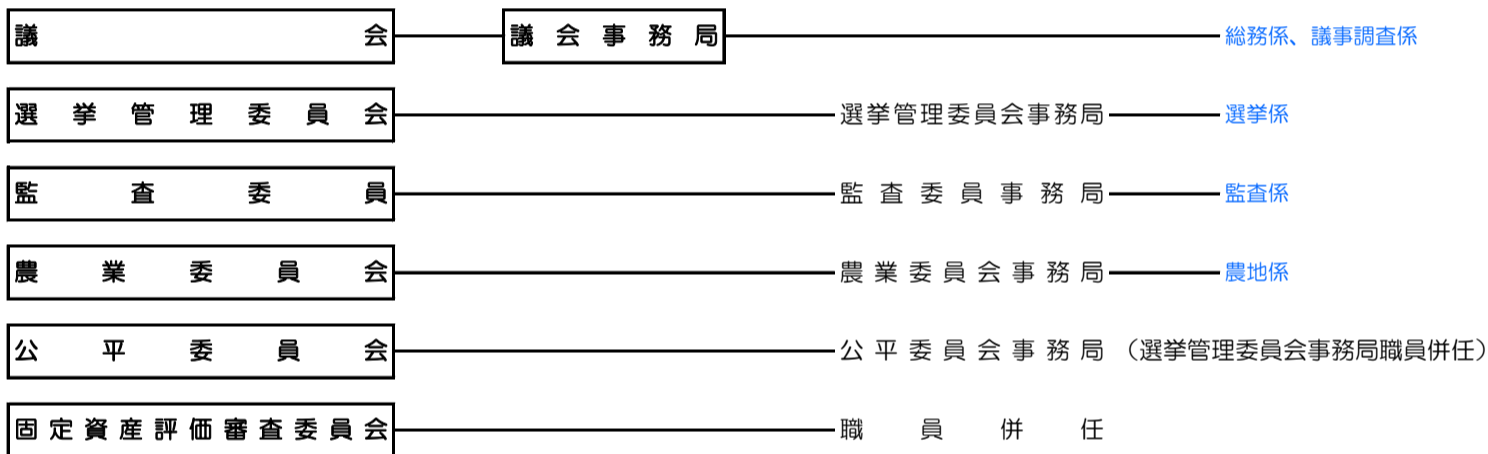 議会 議会事務局 総務係、議事調査係
選挙管理委員会 選挙管理委員会事務局 選挙係
監査委員 監査委員事務局 監査係
農業委員会 農業委員会事務局 農地係
公平委員会 公平委員会事務局 （選挙管理委員会事務局職員併任）
固定資産評価審査委員会 職員併任